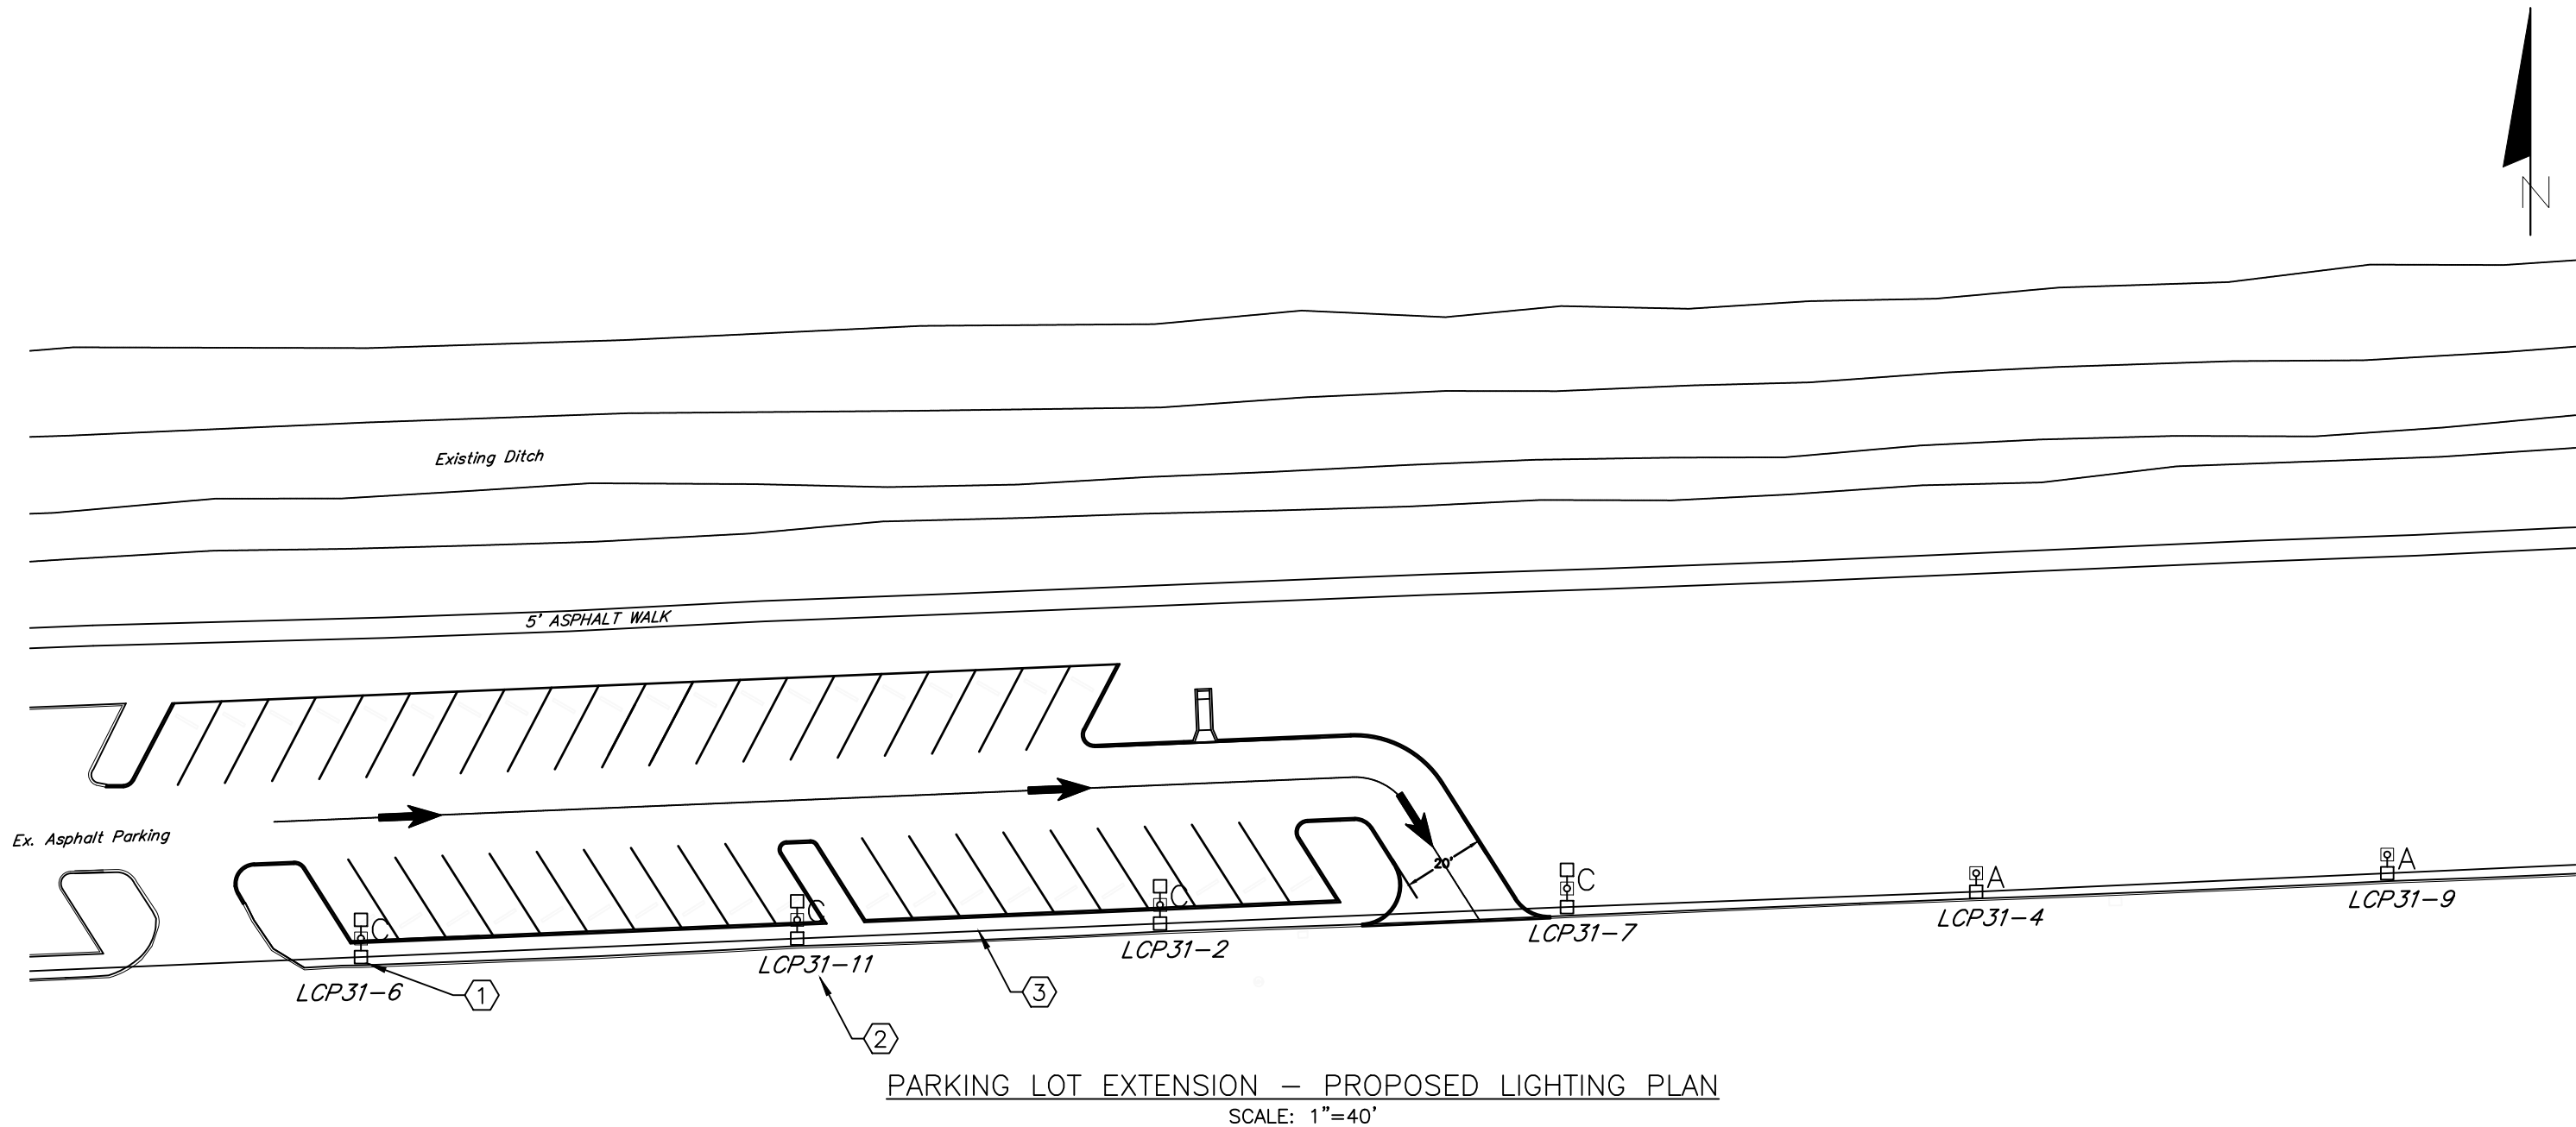 N
Existing Ditch
5' ASPHALT WALK
Ex. Asphalt Parking
20'
C
C
C
C
A
A
LCP31-6
LCP31-11
LCP31-2
LCP31-7
LCP31-4
LCP31-9
1
2
3
PARKING LOT EXTENSION – PROPOSED LIGHTING PLAN
SCALE: 1"=40'